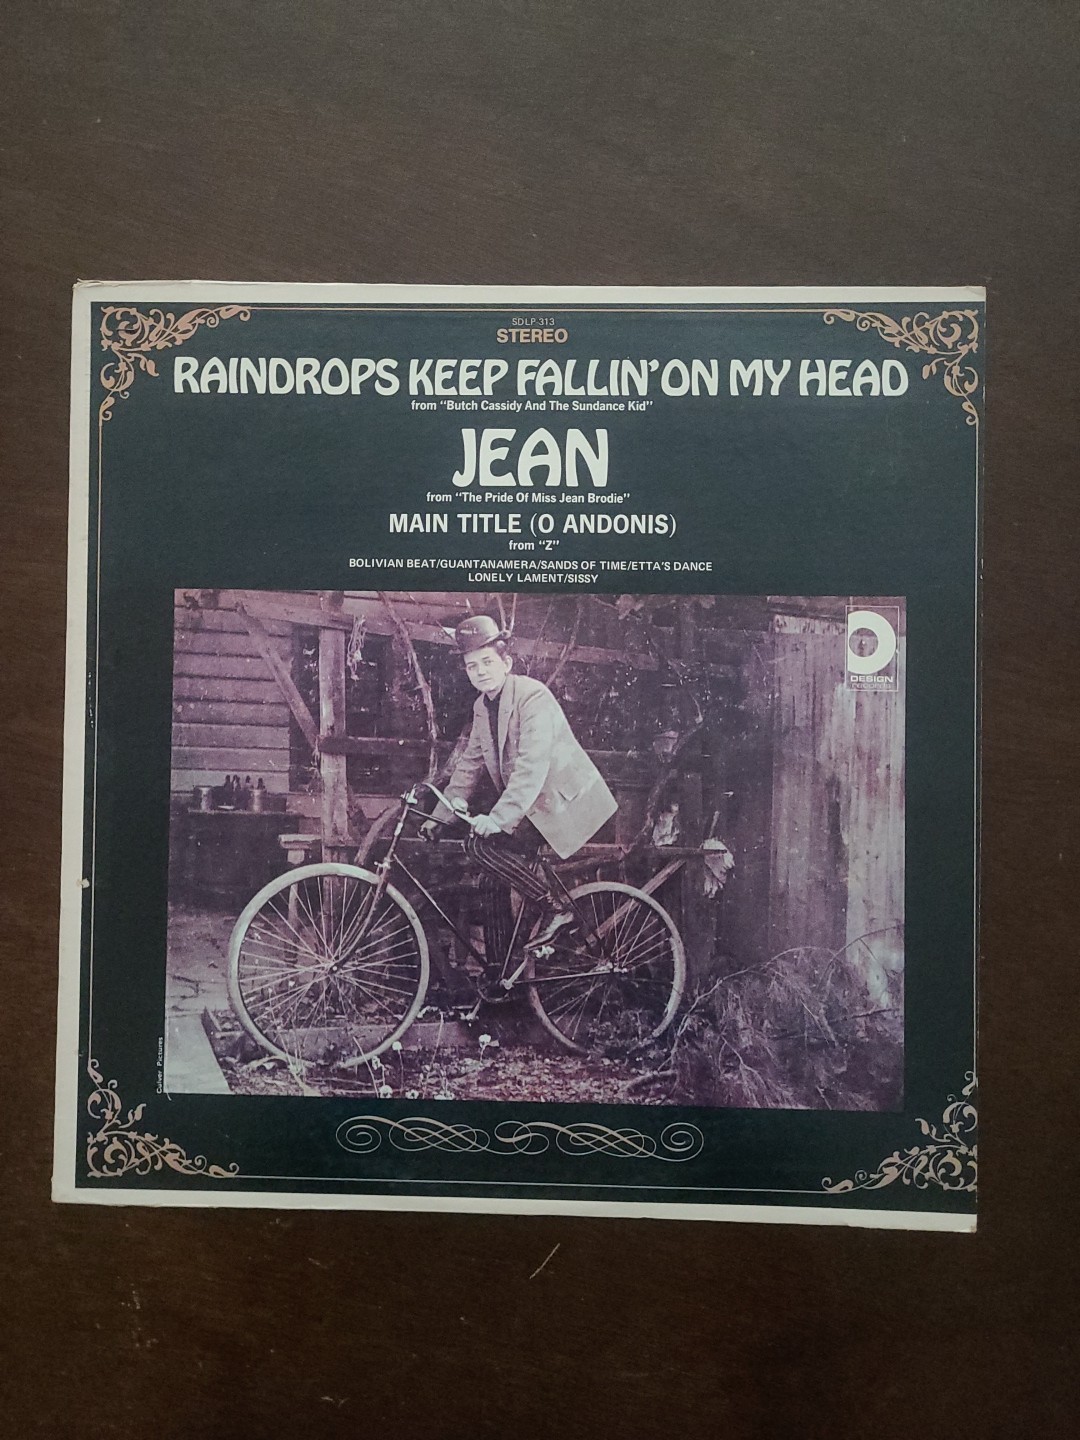 SDLP-313
STEREO
RAINDROPS KEEP FALLIN' ON MY HEAD
from "Butch Cassidy And The Sundance Kid"
JEAN
from "The Pride Of Miss Jean Brodie"
MAIN TITLE (O ANDONIS)
from "Z"
BOLIVIAN BEAT/GUANTANAMERA/SANDS OF TIME/ETTA'S DANCE
LONELY LAMENT/SISSY
D
DESIGN
records
Culver Pictures